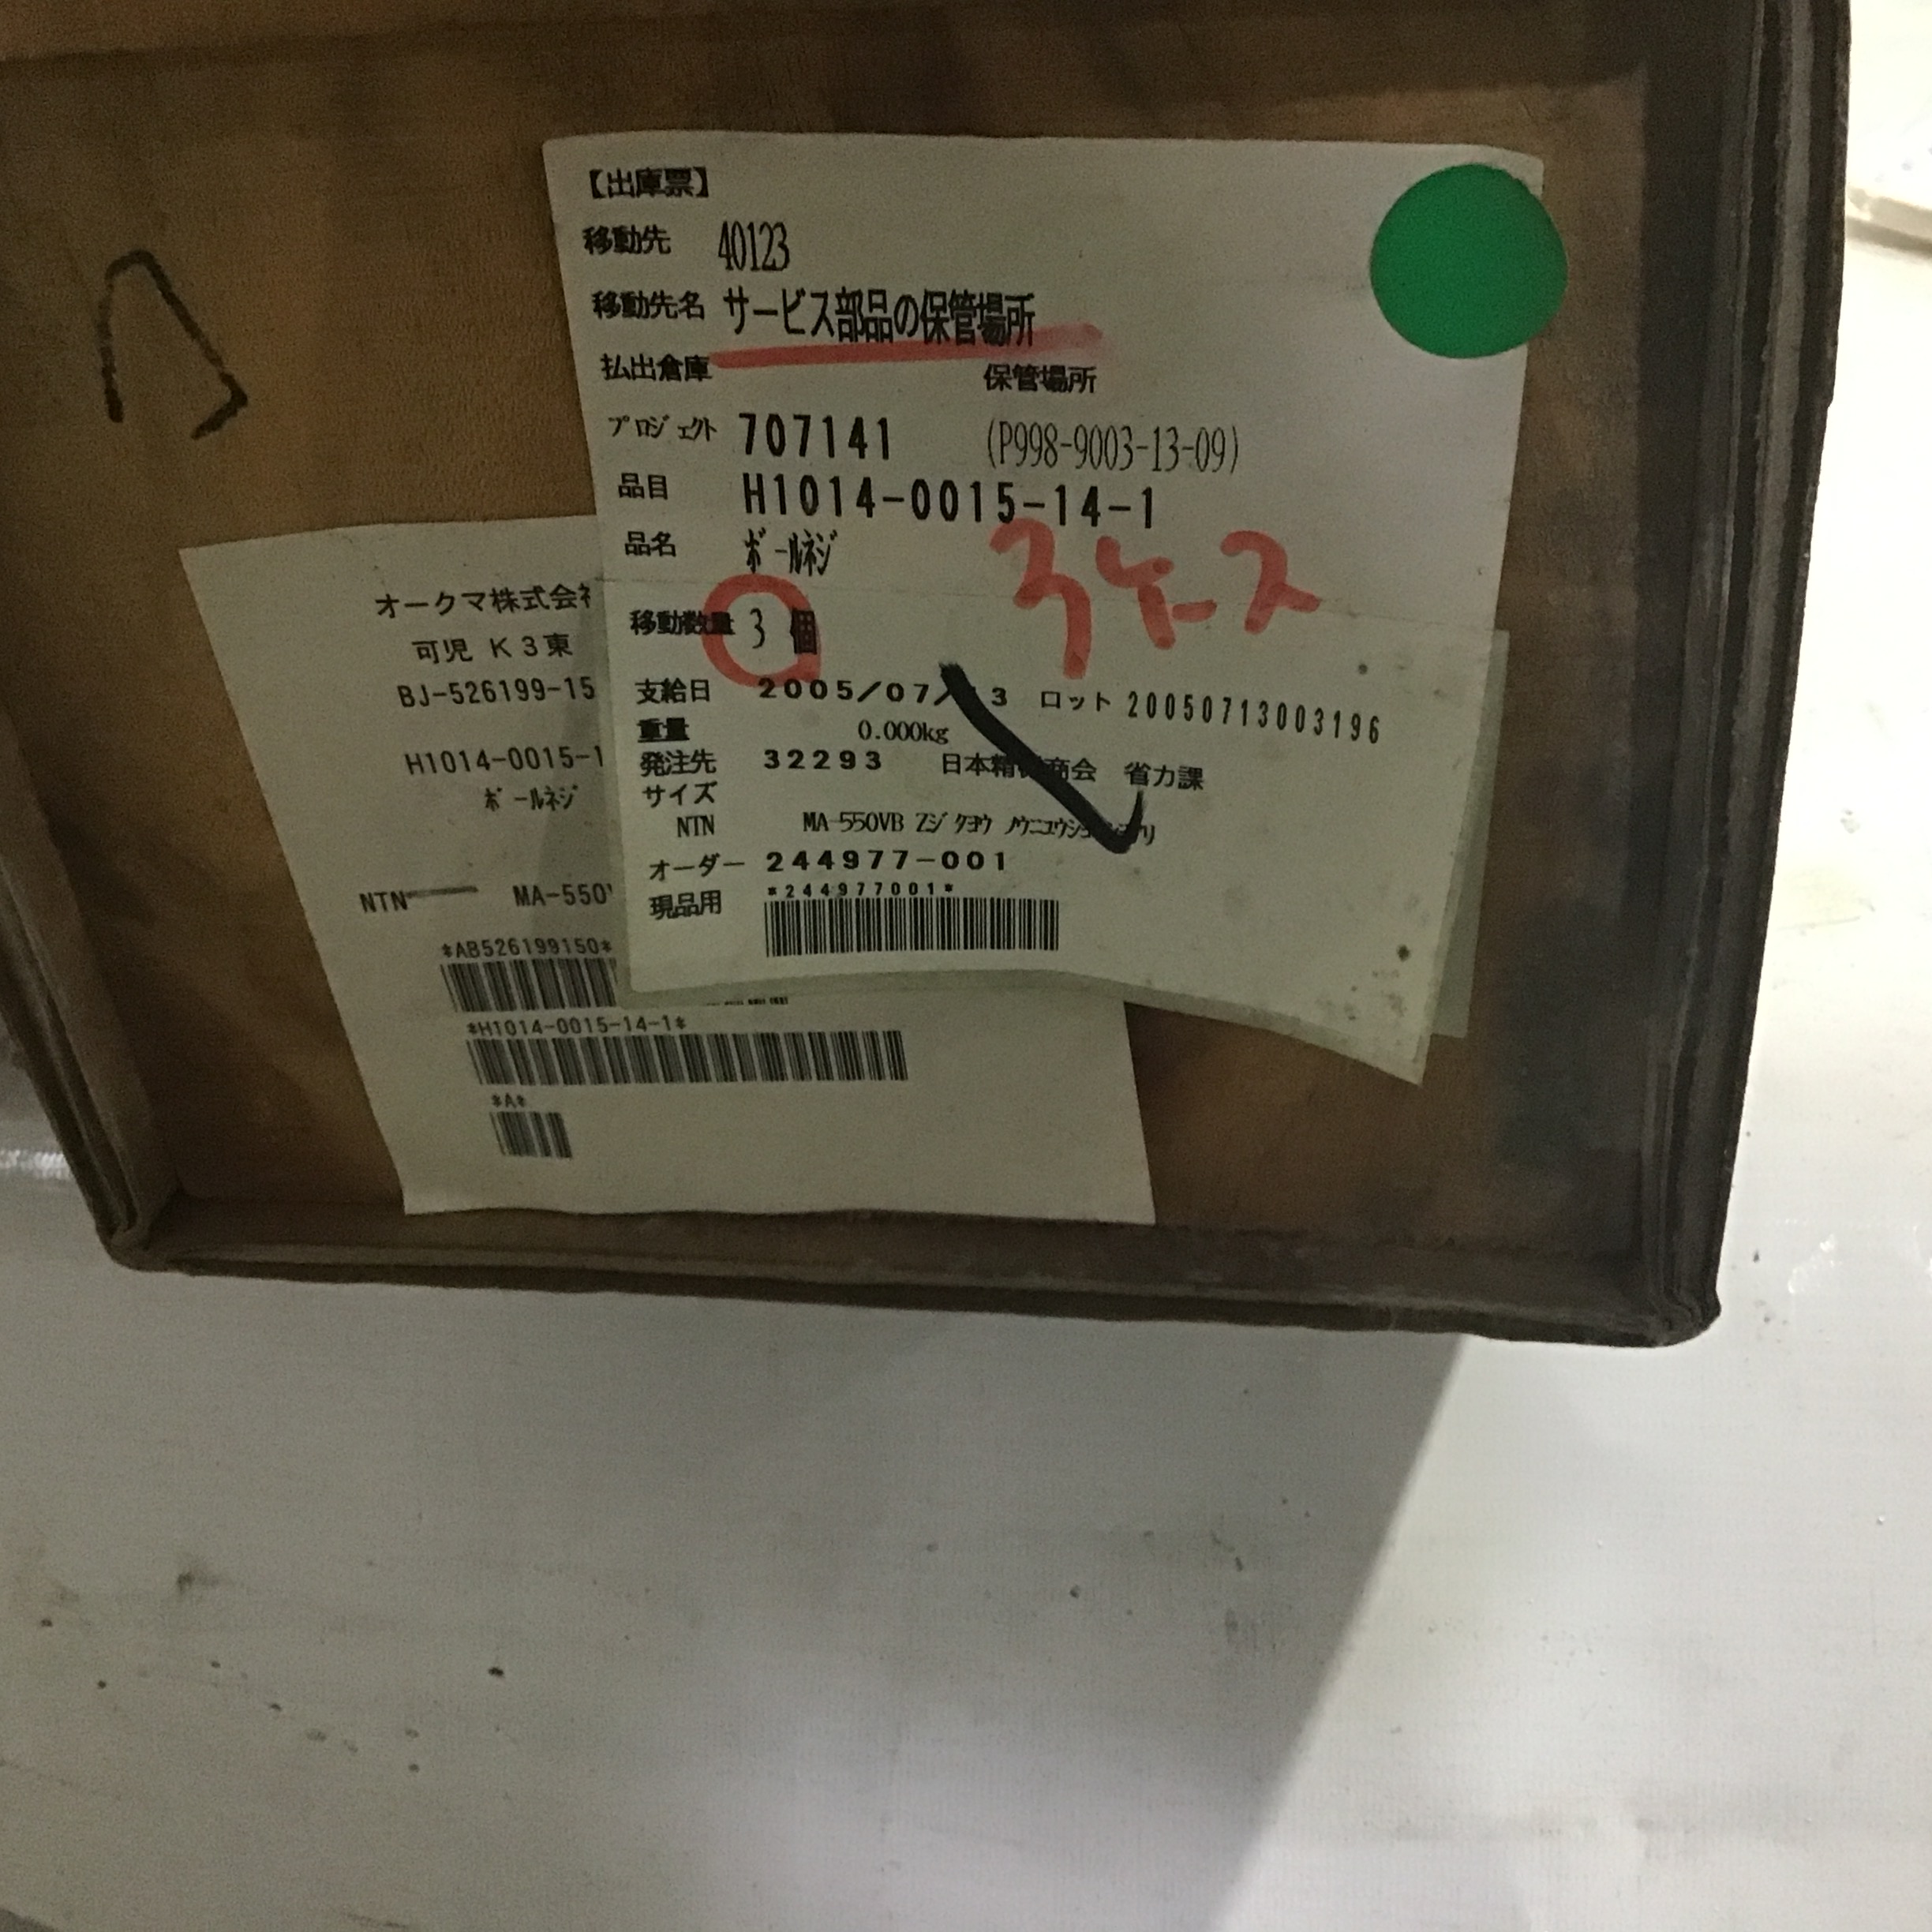 【出庫票】
移動先 40123
移動先名 サービス部品の保管場所
払出倉庫 保管場所
プロジェクト 707141 (P998-9003-13-09)
品目 H1014-0015-14-1
品名 ボールネジ
3ケース
移動数量 3 個
支給日 2005/07/ 3 ロット 20050713003196
重量 0.000kg
発注先 32293 日本精 商会 省力課
サイズ
NTN MA-550VB Zジクヨウ
オーダー 244977-001
*244977001*
現品用
オークマ株式会社
可児 K3東
BJ-526199-15
H1014-0015-1
ボールネジ
NTN MA-550V
*AB526199150*
*H1014-0015-14-1*
*A*